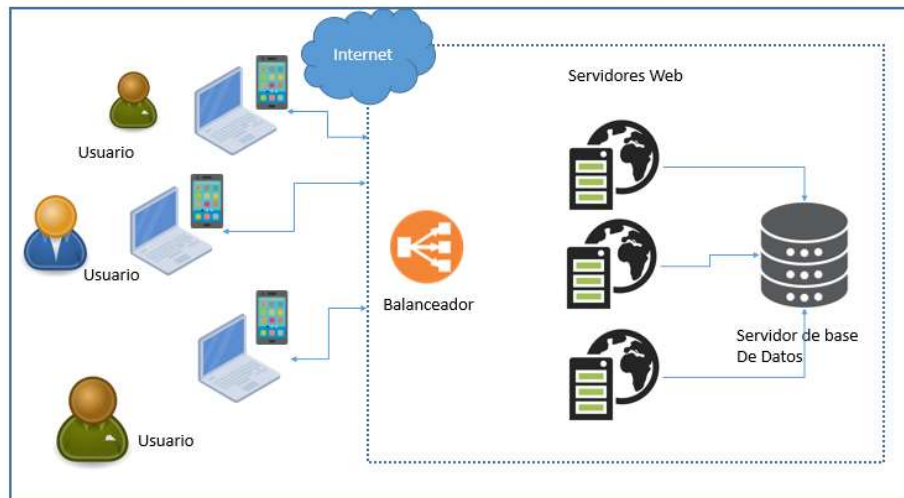 Internet
Servidores Web
Usuario
Usuario
Balanceador
Servidor de base
De Datos
Usuario